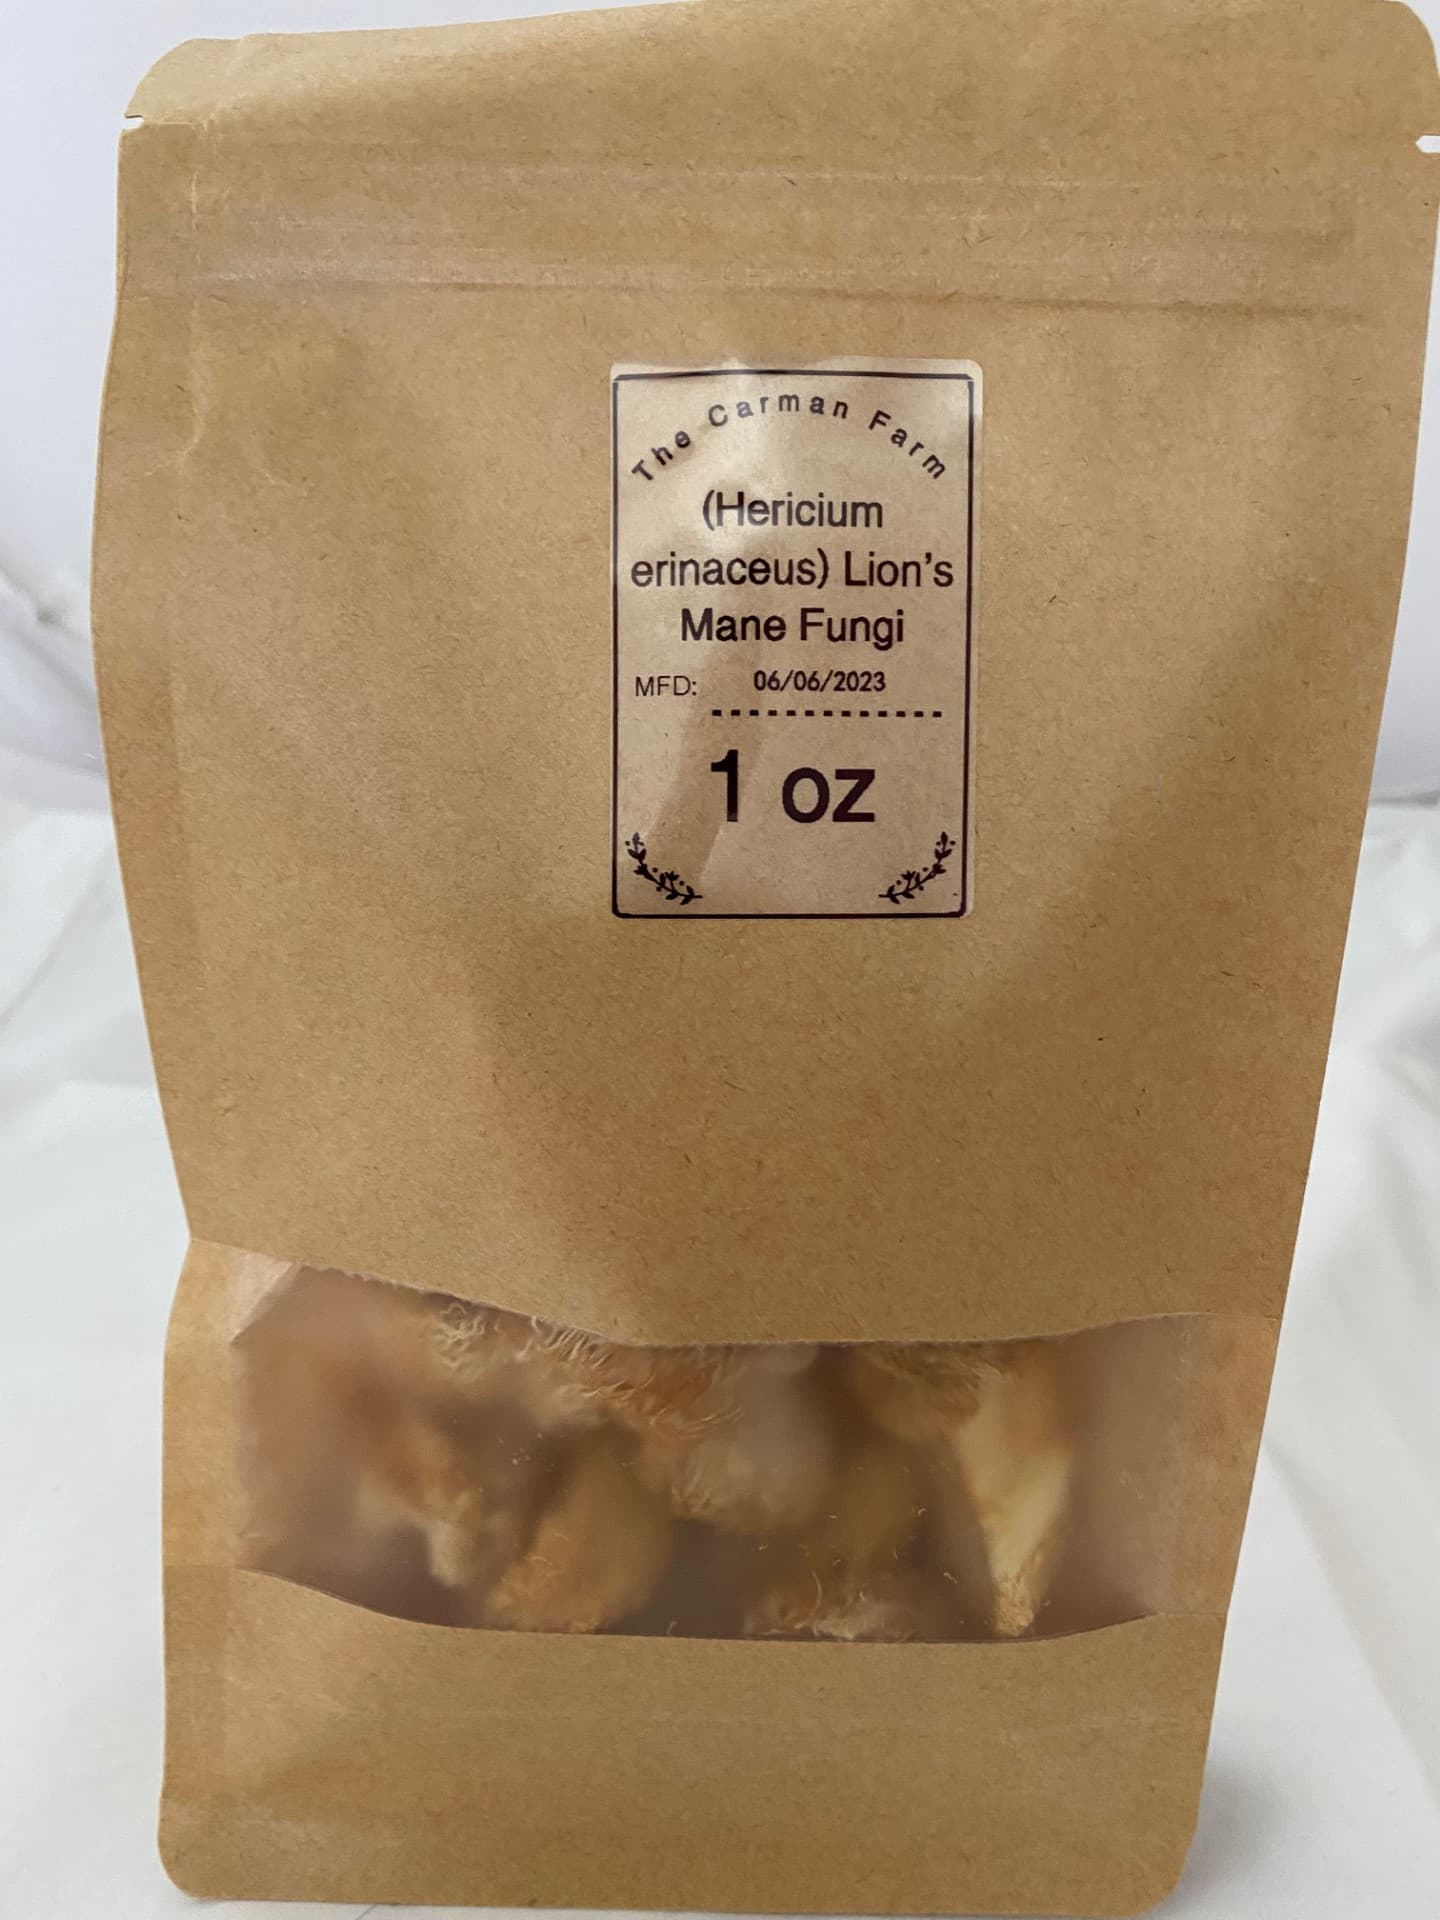 The Carman Farm
(Hericium
erinaceus) Lion's
Mane Fungi
MFD: 06/06/2023
1 oz